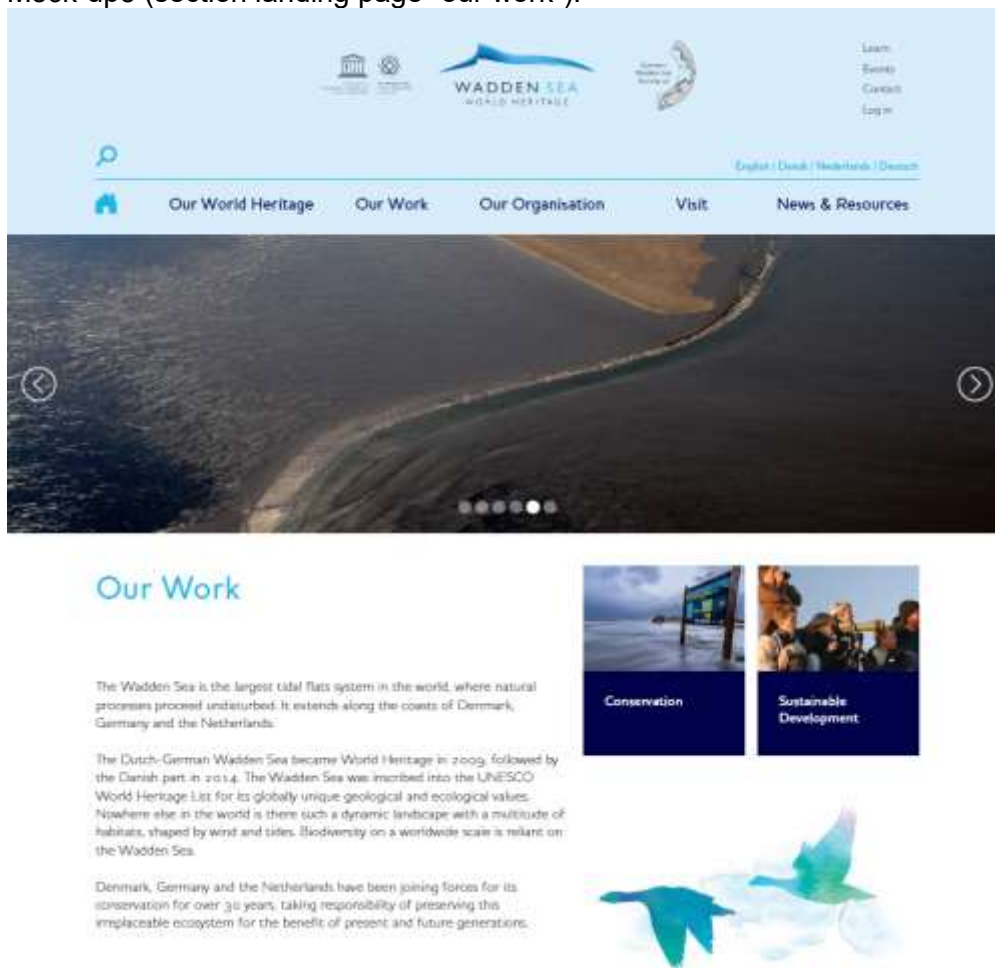 Mock-ups (section landing page "our work"):
WADDEN SEA
WORLD HERITAGE
Learn
Events
Contact
Log in
English | Dansk | Nederlands | Deutsch
Our World Heritage Our Work Our Organisation Visit News & Resources
Our Work
The Wadden Sea is the largest tidal flats system in the world, where natural
processes proceed undisturbed. It extends along the coasts of Denmark,
Germany and the Netherlands.
The Dutch-German Wadden Sea became World Heritage in 2009, followed by
the Danish part in 2014. The Wadden Sea was inscribed into the UNESCO
World Heritage List for its globally unique geological and ecological values.
Nowhere else in the world is there such a dynamic landscape with a multitude of
habitats, shaped by wind and tides. Biodiversity on a worldwide scale is reliant on
the Wadden Sea.
Denmark, Germany and the Netherlands have been joining forces for its
conservation for over 30 years, taking responsibility of preserving this
irreplaceable ecosystem for the benefit of present and future generations.
Conservation
Sustainable
Development